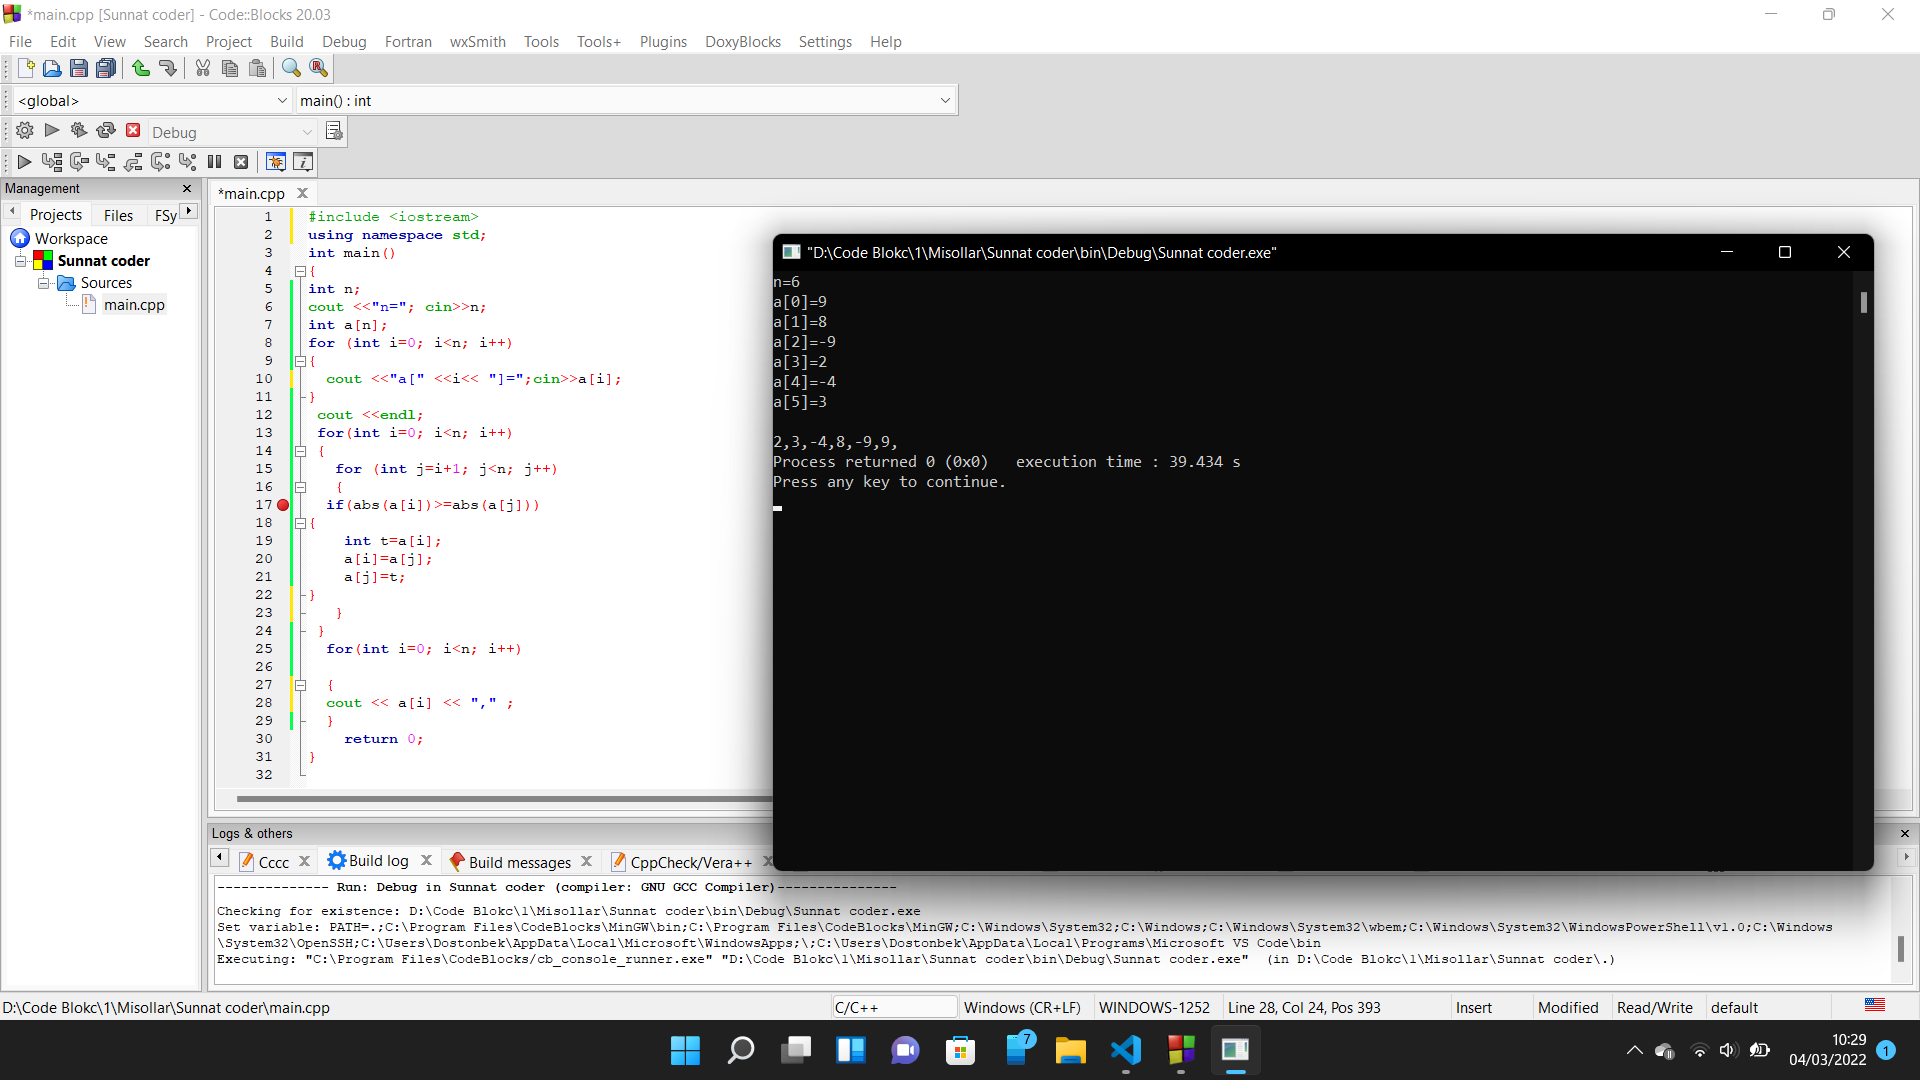 *main.cpp [Sunnat coder] - Code::Blocks 20.03
File Edit View Search Project Build Debug Fortran wxSmith Tools Tools+ Plugins DoxyBlocks Settings Help
<global> main() : int
Debug
Management
Projects Files FSy
Workspace
Sunnat coder
Sources
main.cpp
*main.cpp
1 #include <iostream>
2 using namespace std;
3 int main()
4 {
5 int n;
6 cout <<"n="; cin>>n;
7 int a[n];
8 for (int i=0; i<n; i++)
9 {
10 cout <<"a[" <<i<< "]=";cin>>a[i];
11 }
12 cout <<endl;
13 for(int i=0; i<n; i++)
14 {
15 for (int j=i+1; j<n; j++)
16 {
17 if(abs(a[i])>=abs(a[j]))
18 {
19 int t=a[i];
20 a[i]=a[j];
21 a[j]=t;
22 }
23 }
24 }
25 for(int i=0; i<n; i++)
26
27 {
28 cout << a[i] << "," ;
29 }
30 return 0;
31 }
32
"D:\Code Blokc\1\Misollar\Sunnat coder\bin\Debug\Sunnat coder.exe"
n=6
a[0]=9
a[1]=8
a[2]=-9
a[3]=2
a[4]=-4
a[5]=3
2,3,-4,8,-9,9,
Process returned 0 (0x0) execution time : 39.434 s
Press any key to continue.
Logs & others
Cccc Build log Build messages CppCheck/Vera++
-------------- Run: Debug in Sunnat coder (compiler: GNU GCC Compiler)---------------
Checking for existence: D:\Code Blokc\1\Misollar\Sunnat coder\bin\Debug\Sunnat coder.exe
Set variable: PATH=.;C:\Program Files\CodeBlocks\MinGW\bin;C:\Program Files\CodeBlocks\MinGW;C:\Windows\System32;C:\Windows;C:\Windows\System32\wbem;C:\Windows\System32\WindowsPowerShell\v1.0;C:\Windows
\System32\OpenSSH;C:\Users\Dostonbek\AppData\Local\Microsoft\WindowsApps;\;C:\Users\Dostonbek\AppData\Local\Programs\Microsoft VS Code\bin
Executing: "C:\Program Files\CodeBlocks/cb_console_runner.exe" "D:\Code Blokc\1\Misollar\Sunnat coder\bin\Debug\Sunnat coder.exe" (in D:\Code Blokc\1\Misollar\Sunnat coder\.)
D:\Code Blokc\1\Misollar\Sunnat coder\main.cpp C/C++ Windows (CR+LF) WINDOWS-1252 Line 28, Col 24, Pos 393 Insert Modified Read/Write default
7
10:29
04/03/2022
1